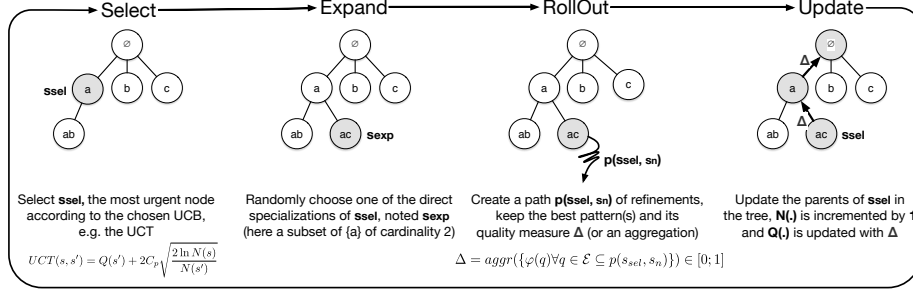 Select
Expand
RollOut
Update
∅
a
b
c
ssel
ab
∅
a
b
c
ab
ac
sexp
∅
a
b
c
ab
ac
p(ssel, sn)
∅
Δ
a
b
c
Δ
ab
ac
ssel
Select ssel, the most urgent node
according to the chosen UCB,
e.g. the UCT
UCT(s, s') = Q(s') + 2C_p √(2 ln N(s) / N(s'))
Randomly choose one of the direct
specializations of ssel, noted sexp
(here a subset of {a} of cardinality 2)
Create a path p(ssel, sn) of refinements,
keep the best pattern(s) and its
quality measure Δ (or an aggregation)
Δ = aggr({φ(q)∀q ∈ ℰ ⊆ p(s_sel, s_n)}) ∈ [0; 1]
Update the parents of ssel in
the tree, N(.) is incremented by 1
and Q(.) is updated with Δ